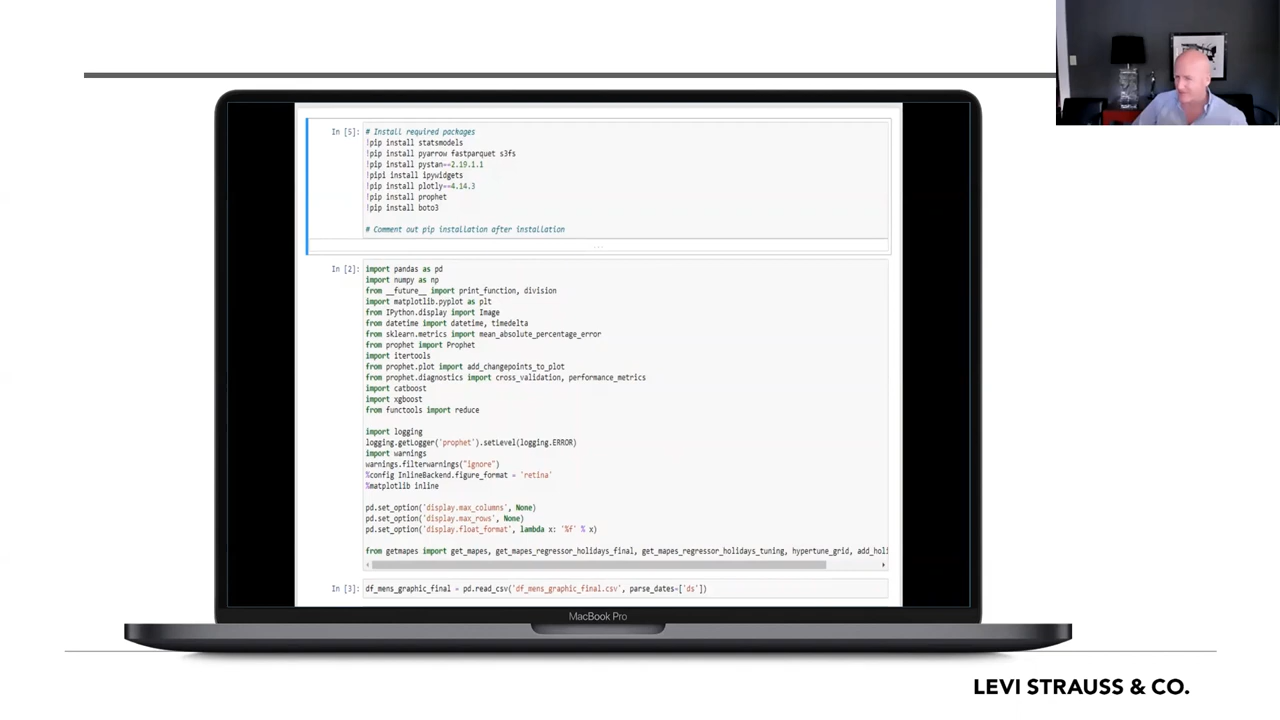 In [5]: # Install required packages
!pip install statsmodels
!pip install pyarrow fastparquet s3fs
!pip install pystan==2.19.1.1
!pipi install ipywidgets
!pip install plotly==4.14.3
!pip install prophet
!pip install boto3
# Comment out pip installation after installation
...
In [2]: import pandas as pd
import numpy as np
from __future__ import print_function, division
import matplotlib.pyplot as plt
from IPython.display import Image
from datetime import datetime, timedelta
from sklearn.metrics import mean_absolute_percentage_error
from prophet import Prophet
import itertools
from prophet.plot import add_changepoints_to_plot
from prophet.diagnostics import cross_validation, performance_metrics
import catboost
import xgboost
from functools import reduce
import logging
logging.getLogger('prophet').setLevel(logging.ERROR)
import warnings
warnings.filterwarnings("ignore")
%config InlineBackend.figure_format = 'retina'
%matplotlib inline
pd.set_option('display.max_columns', None)
pd.set_option('display.max_rows', None)
pd.set_option('display.float_format', lambda x: '%f' % x)
from getmapes import get_mapes, get_mapes_regressor_holidays_final, get_mapes_regressor_holidays_tuning, hypertune_grid, add_holi
In [3]: df_mens_graphic_final = pd.read_csv('df_mens_graphic_final.csv', parse_dates=['ds'])
MacBook Pro
LEVI STRAUSS & CO.